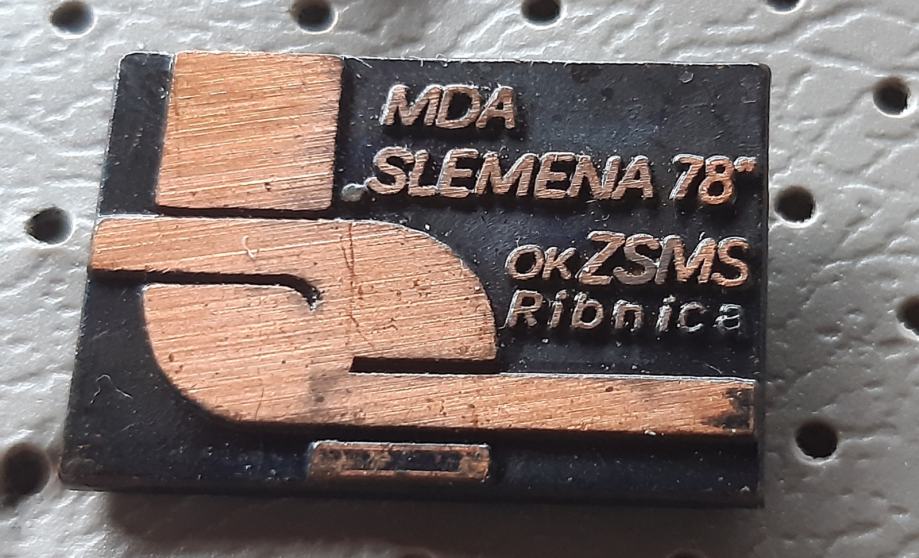 MDA
„SLEMENA 78"
OK ZSMS
Ribnica